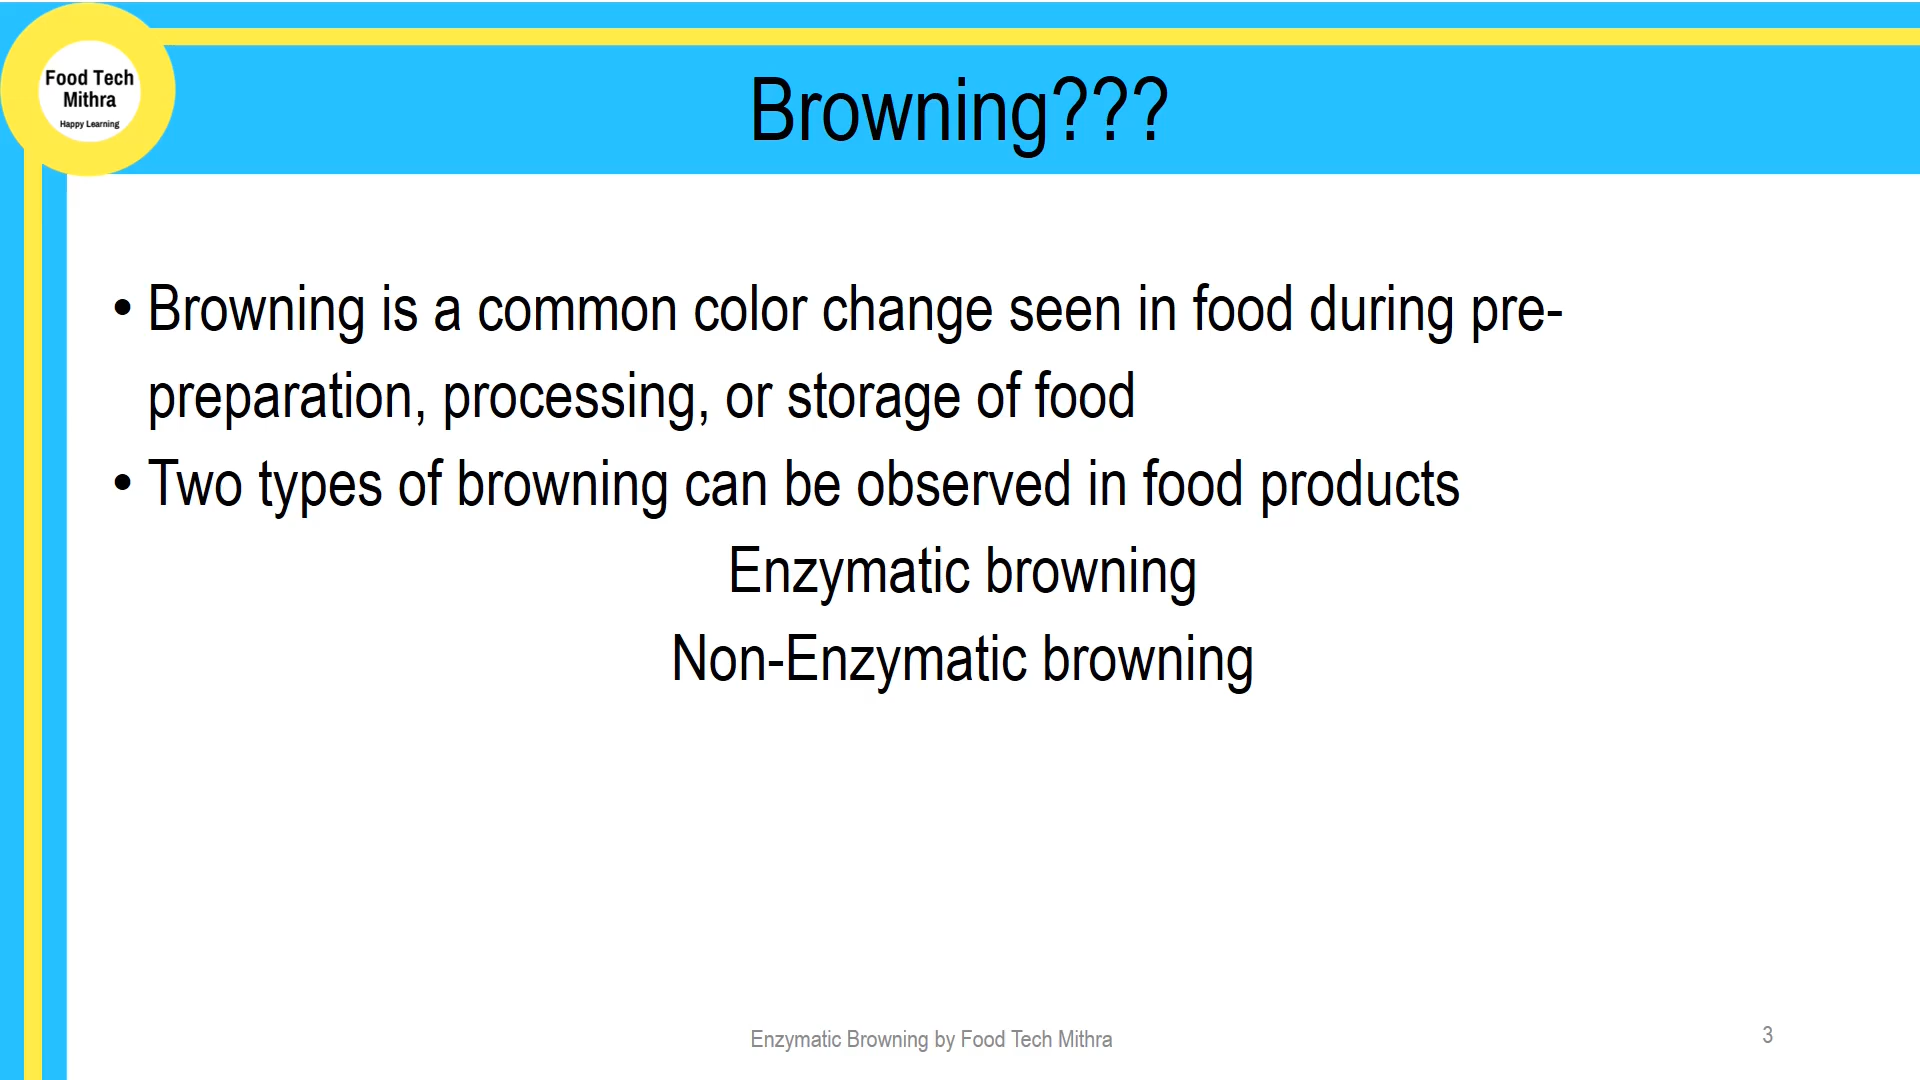 Food Tech
Mithra
Happy Learning
Browning???
• Browning is a common color change seen in food during pre-
preparation, processing, or storage of food
• Two types of browning can be observed in food products
Enzymatic browning
Non-Enzymatic browning
Enzymatic Browning by Food Tech Mithra
3